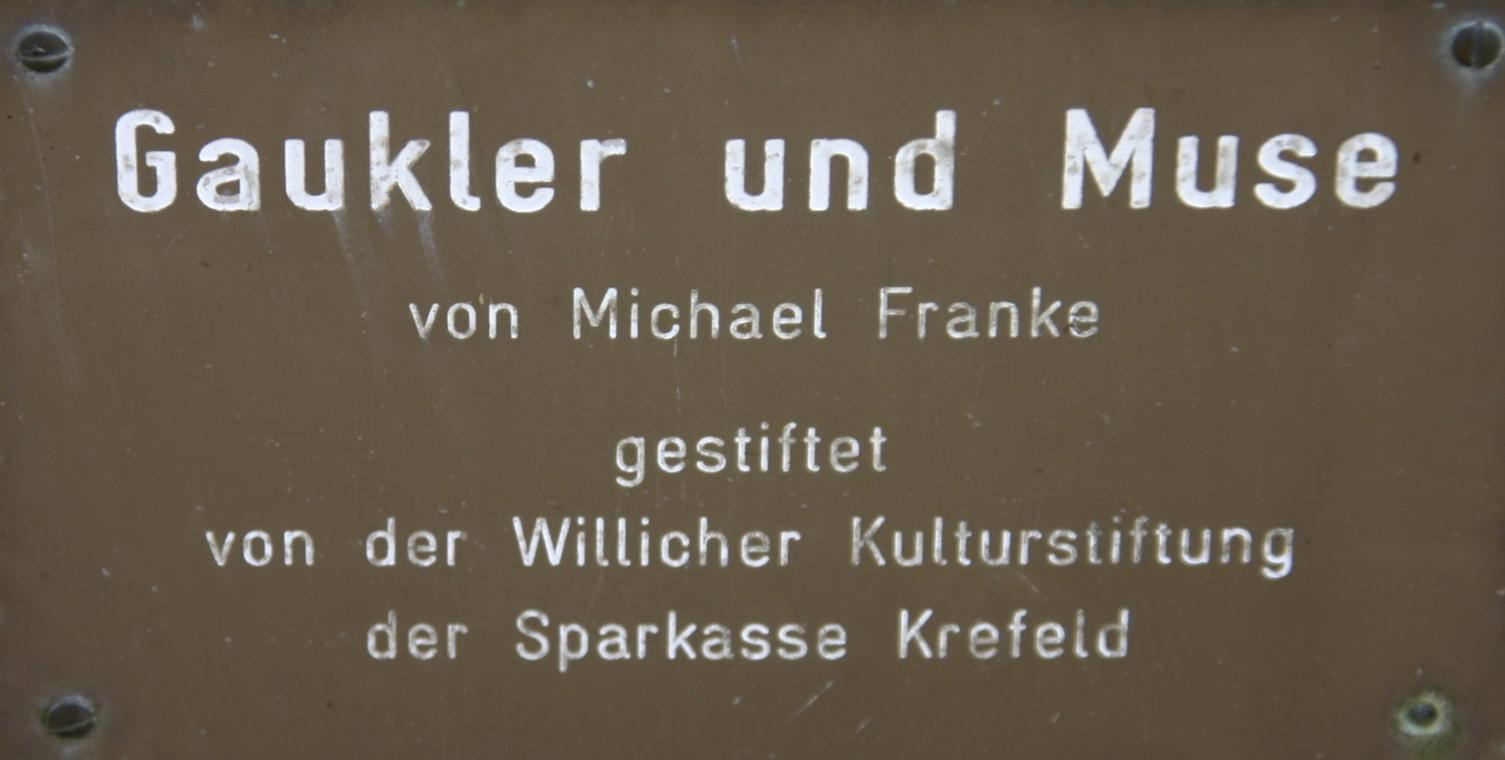 Gaukler und Muse
von Michael Franke
gestiftet
von der Willicher Kulturstiftung
der Sparkasse Krefeld